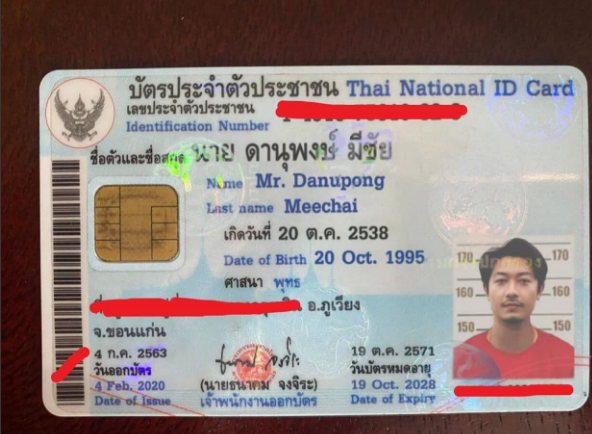 บัตรประจำตัวประชาชน Thai National ID Card
เลขประจำตัวประชาชน
Identification Number
ชื่อตัวและชื่อสกุล นาย ดานุพงษ์ มีชัย
Name Mr. Danupong
Last name Meechai
เกิดวันที่ 20 ต.ค. 2538
Date of Birth 20 Oct. 1995
ศาสนา พุทธ
อ.ภูเวียง
จ.ขอนแก่น
4 ก.ค. 2563
วันออกบัตร
4 Feb. 2020
Date of Issue
(นายธนาคม จงจิระ)
เจ้าพนักงานออกบัตร
19 ต.ค. 2571
วันบัตรหมดอายุ
19 Oct. 2028
Date of Expiry
170 170
160 160
150 150